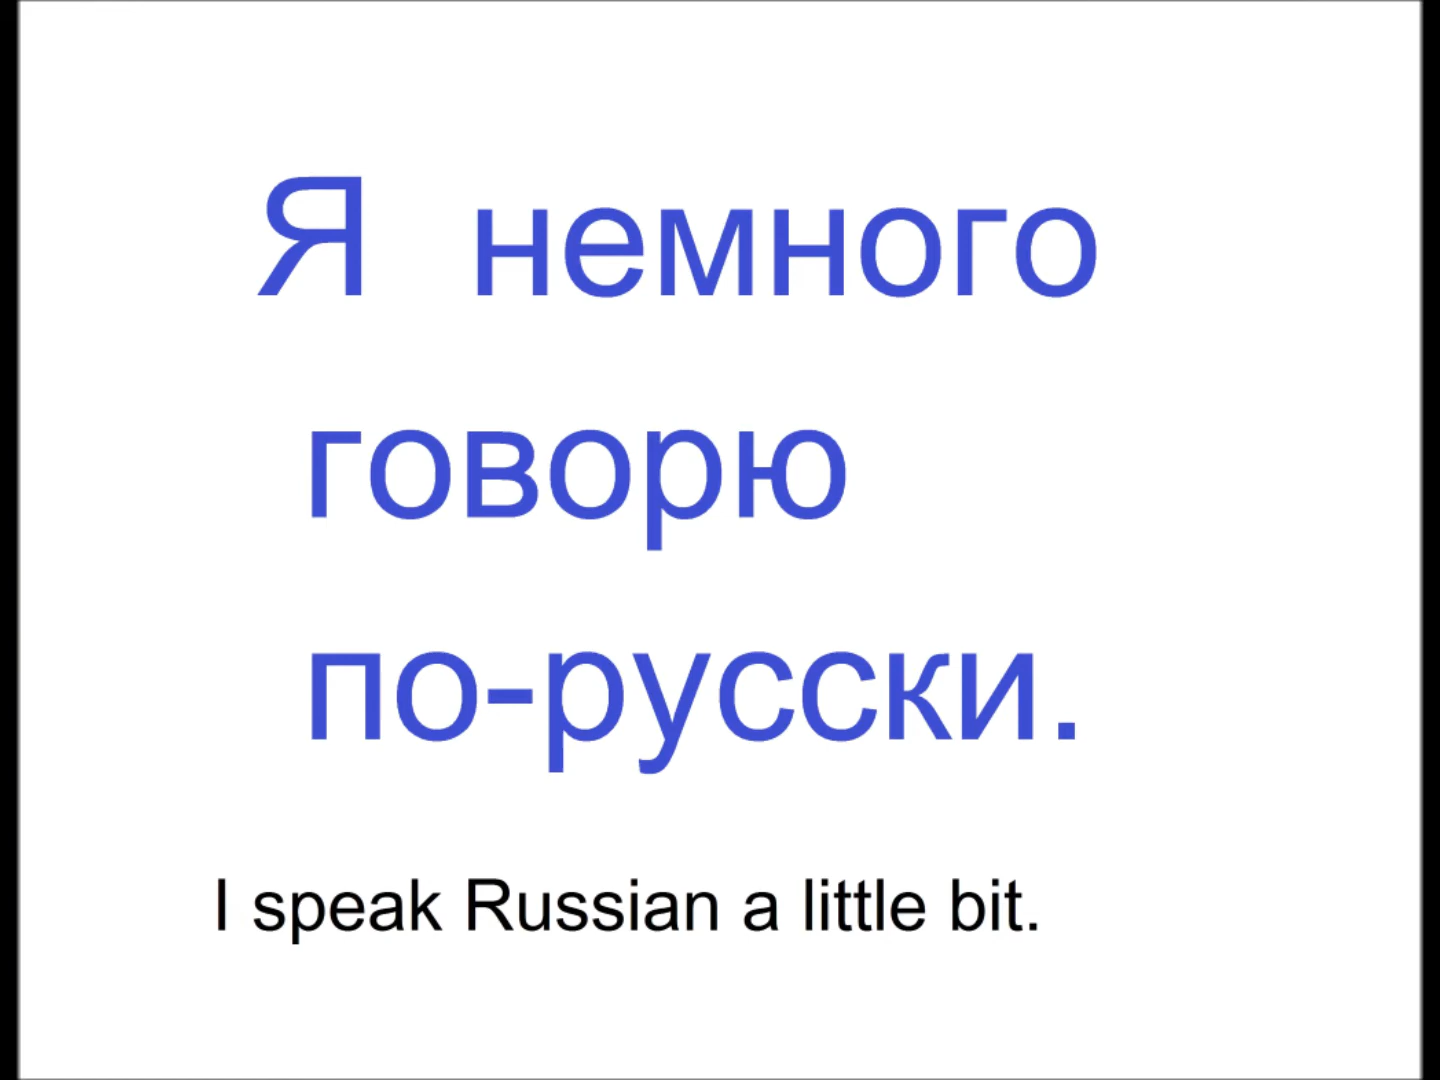 Я немного
говорю
по-русски.
I speak Russian a little bit.